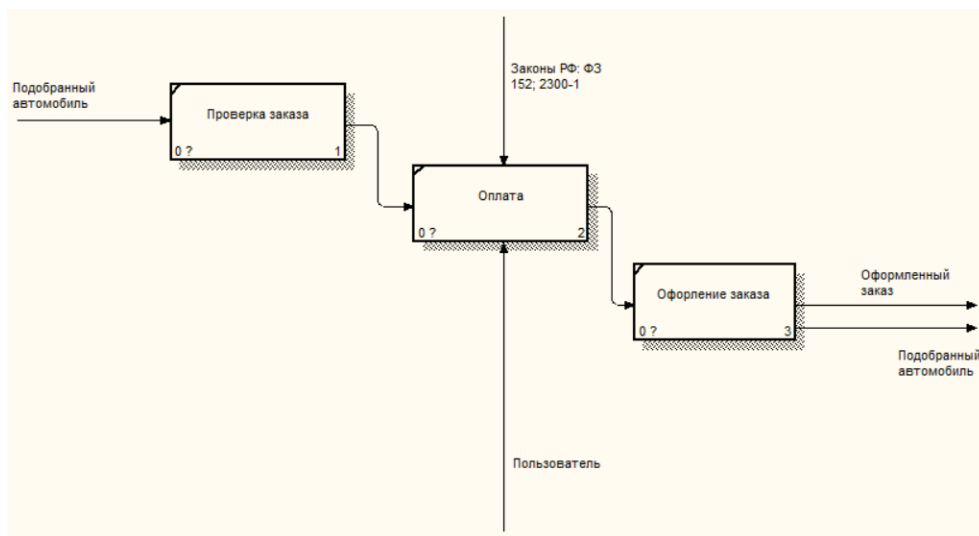 Подобранный
автомобиль
Проверка заказа
0 ?
1
Законы РФ: ФЗ
152; 2300-1
Оплата
0 ?
2
Офорление заказа
0 ?
3
Оформленный
заказ
Подобранный
автомобиль
Пользователь